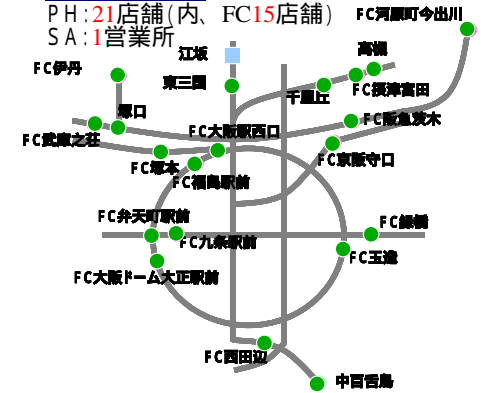 PH:21店舗(内、FC15店舗)
SA:1営業所
FC河原町今出川
江坂
高槻
FC伊丹
東三国
FC摂津富田
千里丘
塚口
FC阪急茨木
FC大阪駅西口
FC武庫之荘
FC京阪守口
FC塚本
FC福島駅前
FC弁天町駅前
FC緑橋
FC九条駅前
FC玉造
FC大阪ドーム大正駅前
FC西田辺
中百舌鳥